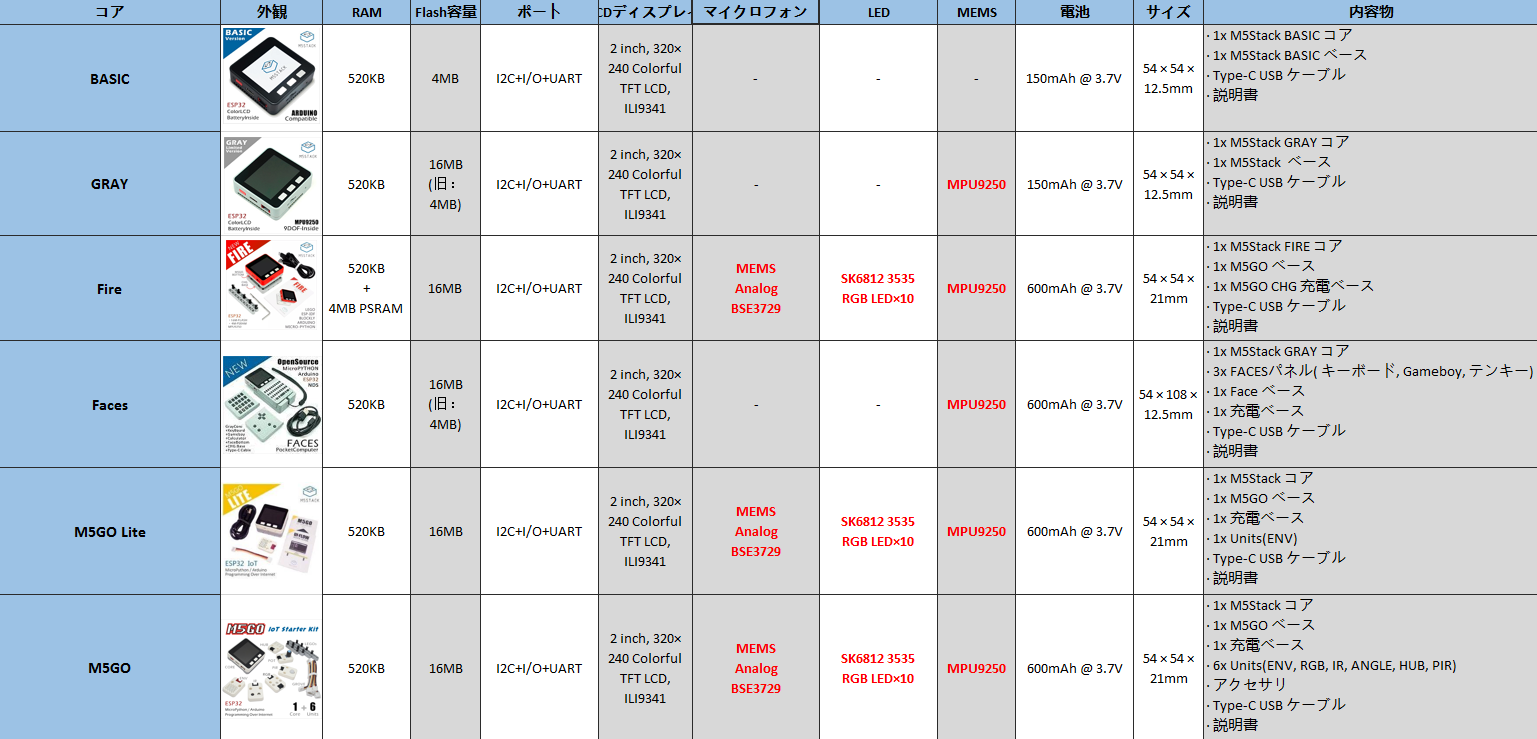 コア 外観 RAM Flash容量 ポート CDディスプレイ マイクロフォン LED MEMS 電池 サイズ 内容物
BASIC
BASIC
Version
M5STACK
ESP32
ColorLCD
BatteryInside
ARDUINO
Compatible
520KB
4MB
I2C+I/O+UART
2 inch, 320×
240 Colorful
TFT LCD,
ILI9341
-
-
-
150mAh @ 3.7V
54 × 54 ×
12.5mm
· 1x M5Stack BASIC コア
· 1x M5Stack BASIC ベース
· Type-C USB ケーブル
· 説明書
GRAY
GRAY
Limited
Version
M5STACK
ESP32
ColorLCD
BatteryInside
MPU9250
9DOF-Inside
520KB
16MB
(旧：
4MB)
I2C+I/O+UART
2 inch, 320×
240 Colorful
TFT LCD,
ILI9341
-
-
MPU9250
150mAh @ 3.7V
54 × 54 ×
12.5mm
· 1x M5Stack GRAY コア
· 1x M5Stack ベース
· Type-C USB ケーブル
· 説明書
Fire
NEW
FIRE
M5STACK
ESP32
520KB
+
4MB PSRAM
16MB
I2C+I/O+UART
2 inch, 320×
240 Colorful
TFT LCD,
ILI9341
MEMS
Analog
BSE3729
SK6812 3535
RGB LED×10
MPU9250
600mAh @ 3.7V
54 × 54 ×
21mm
· 1x M5Stack FIRE コア
· 1x M5GO ベース
· 1x M5GO CHG 充電ベース
· Type-C USB ケーブル
· 説明書
Faces
NEW
OpenSource
MicroPYTHON
Arduino
ESP32
NDS
FACES
PocketComputer
520KB
16MB
(旧：
4MB)
I2C+I/O+UART
2 inch, 320×
240 Colorful
TFT LCD,
ILI9341
-
-
MPU9250
600mAh @ 3.7V
54 × 108 ×
12.5mm
· 1x M5Stack GRAY コア
· 3x FACESパネル( キーボード, Gameboy, テンキー)
· 1x Face ベース
· 1x 充電ベース
· Type-C USB ケーブル
· 説明書
M5GO Lite
M5GO
LITE
M5STACK
ESP32 IoT
MicroPython / Arduino
Programming Over Internet
520KB
16MB
I2C+I/O+UART
2 inch, 320×
240 Colorful
TFT LCD,
ILI9341
MEMS
Analog
BSE3729
SK6812 3535
RGB LED×10
MPU9250
600mAh @ 3.7V
54 × 54 ×
21mm
· 1x M5Stack コア
· 1x M5GO ベース
· 1x 充電ベース
· 1x Units(ENV)
· Type-C USB ケーブル
· 説明書
M5GO
M5GO IoT Starter Kit
ESP32
MicroPython / Arduino
Programming Over Internet
1 + 6
Core Units
520KB
16MB
I2C+I/O+UART
2 inch, 320×
240 Colorful
TFT LCD,
ILI9341
MEMS
Analog
BSE3729
SK6812 3535
RGB LED×10
MPU9250
600mAh @ 3.7V
54 × 54 ×
21mm
· 1x M5Stack コア
· 1x M5GO ベース
· 1x 充電ベース
· 6x Units(ENV, RGB, IR, ANGLE, HUB, PIR)
· アクセサリ
· Type-C USB ケーブル
· 説明書